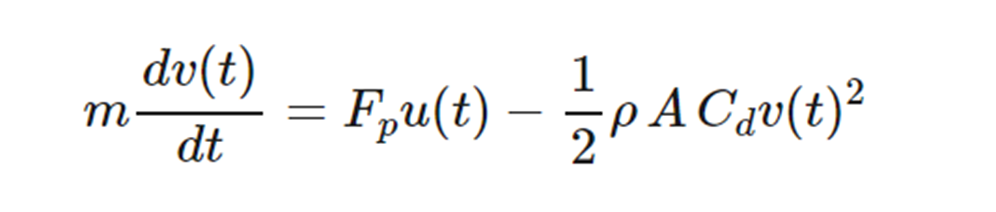 m dv(t)/dt = F_p u(t) − 1/2 ρ A C_d v(t)²